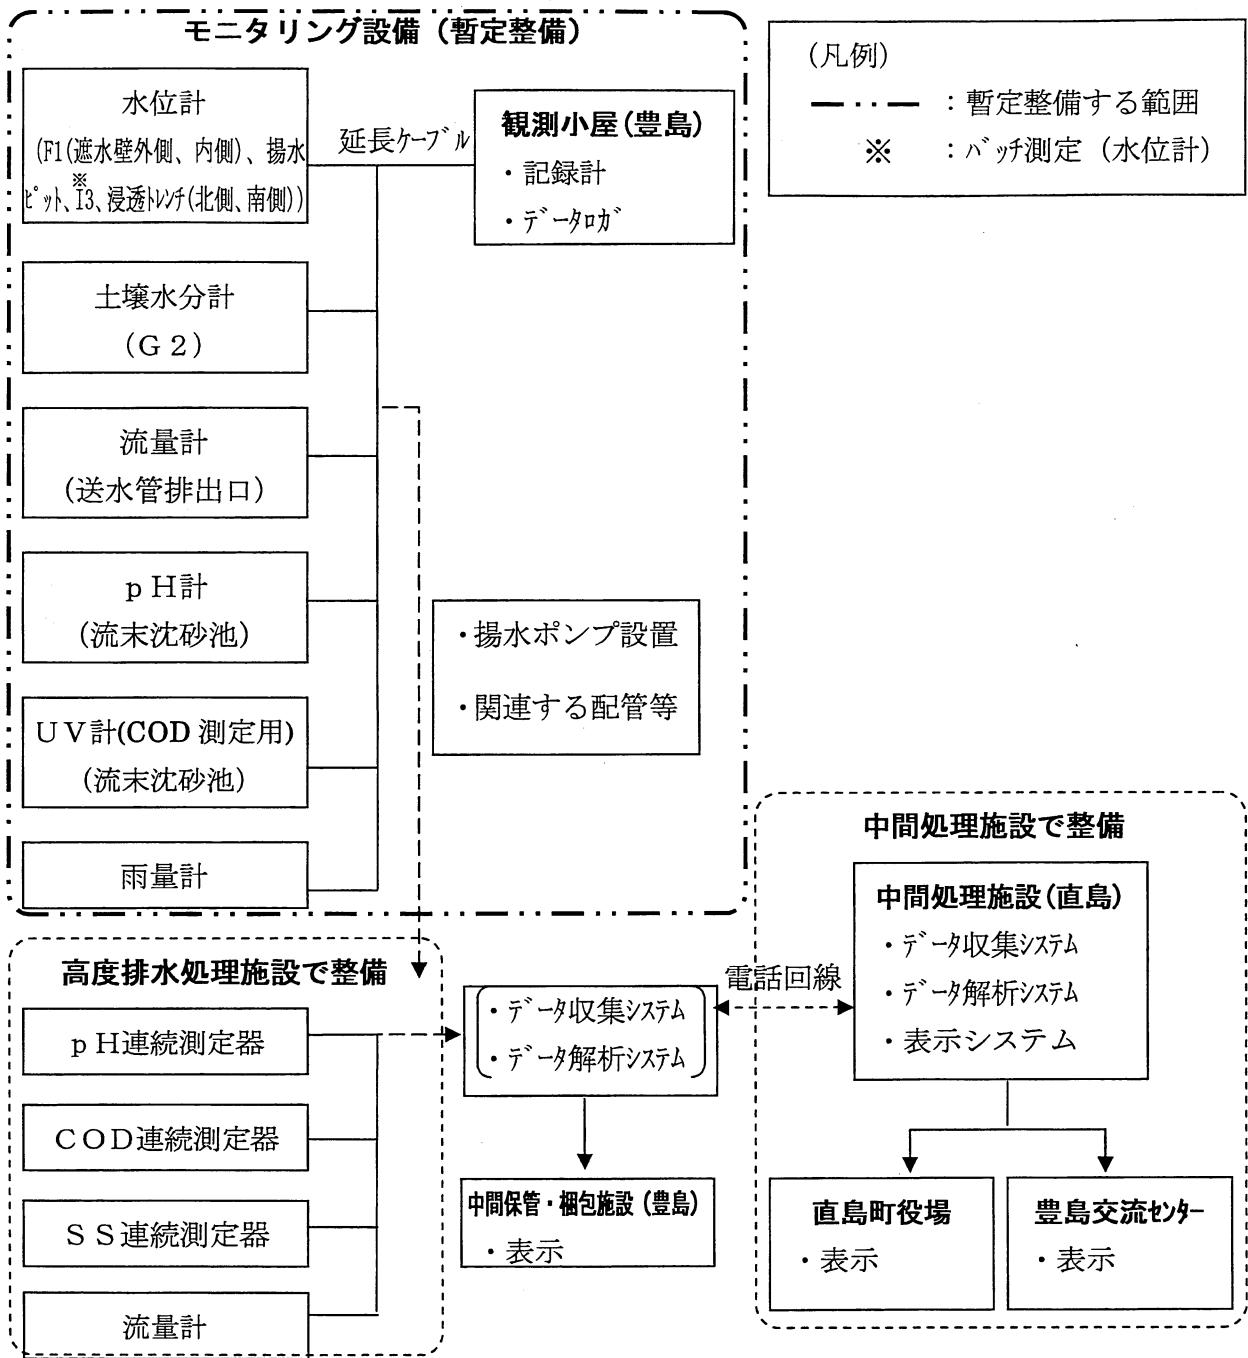 モニタリング設備（暫定整備）
水位計
(F1(遮水壁外側、内側)、揚水
※
ﾋﾟｯﾄ、I3、浸透ﾄﾚﾝﾁ(北側、南側))
延長ｹｰﾌﾞﾙ
観測小屋(豊島)
・記録計
・ﾃﾞｰﾀﾛｶﾞ
(凡例)
：暫定整備する範囲
※ ：ﾊﾞｯﾁ測定（水位計）
土壌水分計
（Ｇ２）
流量計
(送水管排出口)
ｐＨ計
(流末沈砂池)
・揚水ポンプ設置
・関連する配管等
ＵＶ計(COD 測定用)
(流末沈砂池)
雨量計
中間処理施設で整備
中間処理施設(直島)
・ﾃﾞｰﾀ収集ｼｽﾃﾑ
・ﾃﾞｰﾀ解析ｼｽﾃﾑ
・表示システム
高度排水処理施設で整備
電話回線
ｐＨ連続測定器
・ﾃﾞｰﾀ収集ｼｽﾃﾑ
・ﾃﾞｰﾀ解析ｼｽﾃﾑ
ＣＯＤ連続測定器
ＳＳ連続測定器
流量計
中間保管・梱包施設(豊島)
・表示
直島町役場
・表示
豊島交流ｾﾝﾀｰ
・表示